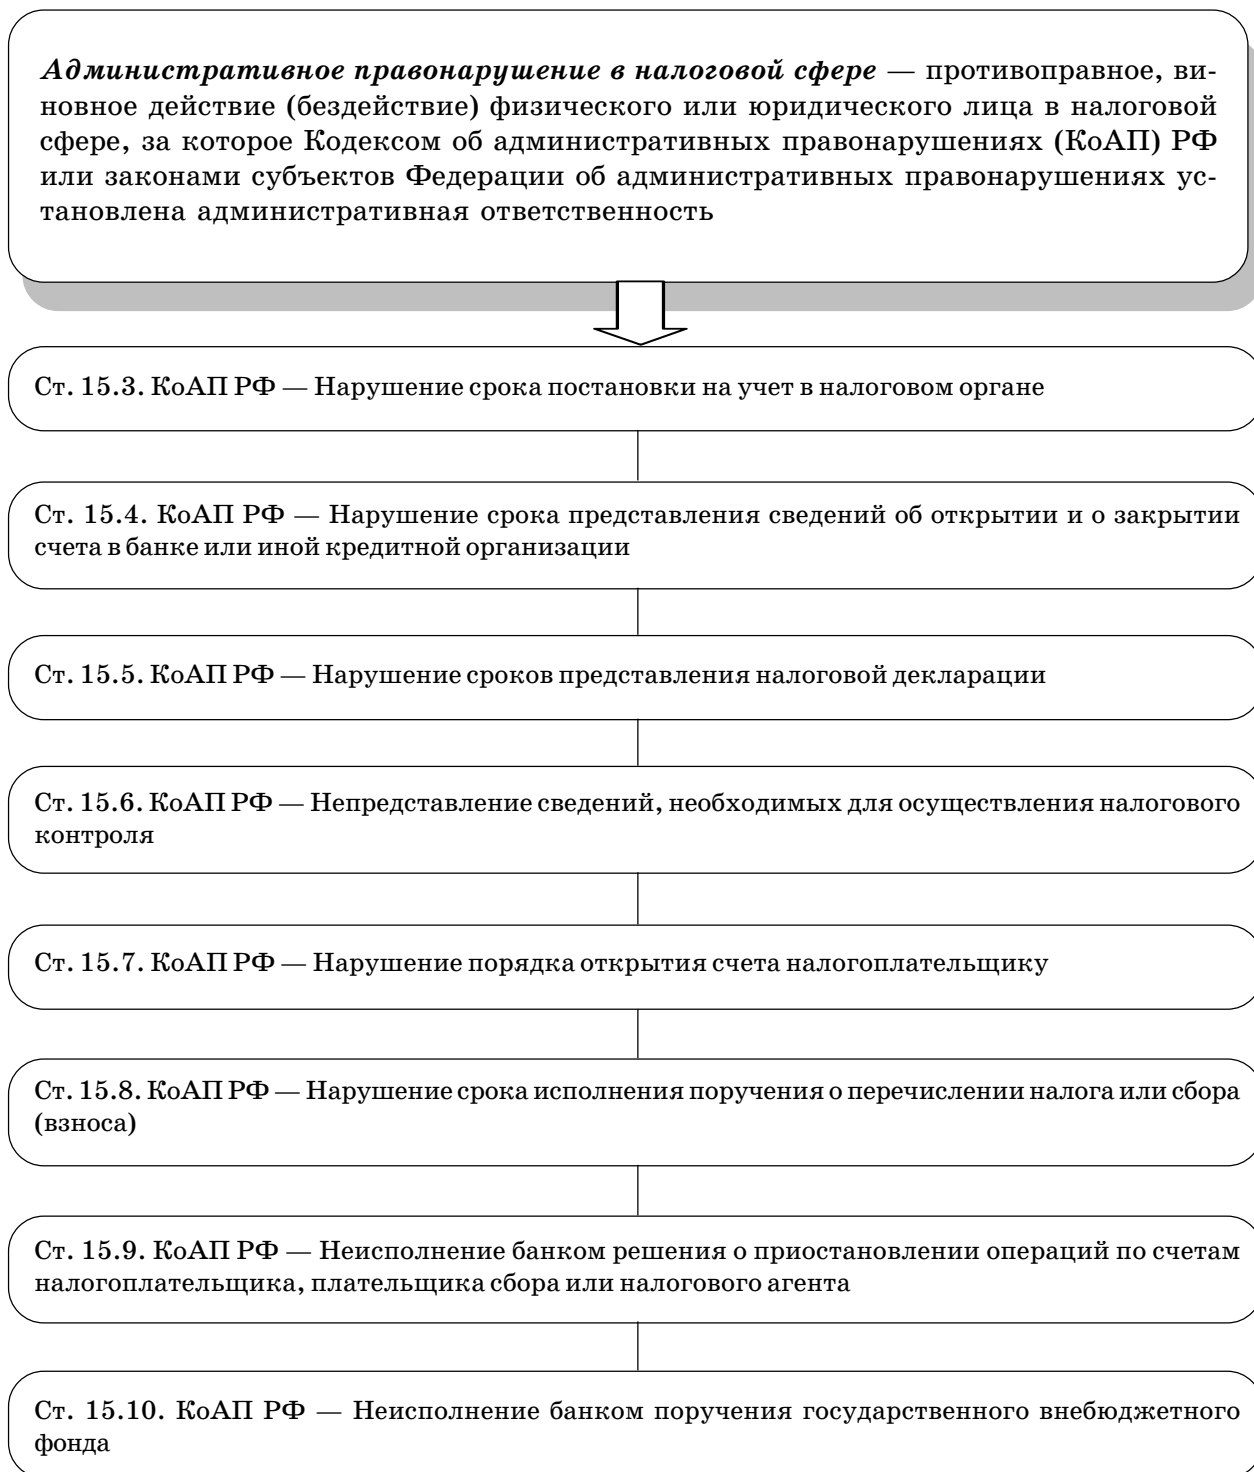 Административное правонарушение в налоговой сфере — противоправное, ви-
новное действие (бездействие) физического или юридического лица в налоговой
сфере, за которое Кодексом об административных правонарушениях (КоАП) РФ
или законами субъектов Федерации об административных правонарушениях ус-
тановлена административная ответственность
Ст. 15.3. КоАП РФ — Нарушение срока постановки на учет в налоговом органе
Ст. 15.4. КоАП РФ — Нарушение срока представления сведений об открытии и о закрытии
счета в банке или иной кредитной организации
Ст. 15.5. КоАП РФ — Нарушение сроков представления налоговой декларации
Ст. 15.6. КоАП РФ — Непредставление сведений, необходимых для осуществления налогового
контроля
Ст. 15.7. КоАП РФ — Нарушение порядка открытия счета налогоплательщику
Ст. 15.8. КоАП РФ — Нарушение срока исполнения поручения о перечислении налога или сбора
(взноса)
Ст. 15.9. КоАП РФ — Неисполнение банком решения о приостановлении операций по счетам
налогоплательщика, плательщика сбора или налогового агента
Ст. 15.10. КоАП РФ — Неисполнение банком поручения государственного внебюджетного
фонда